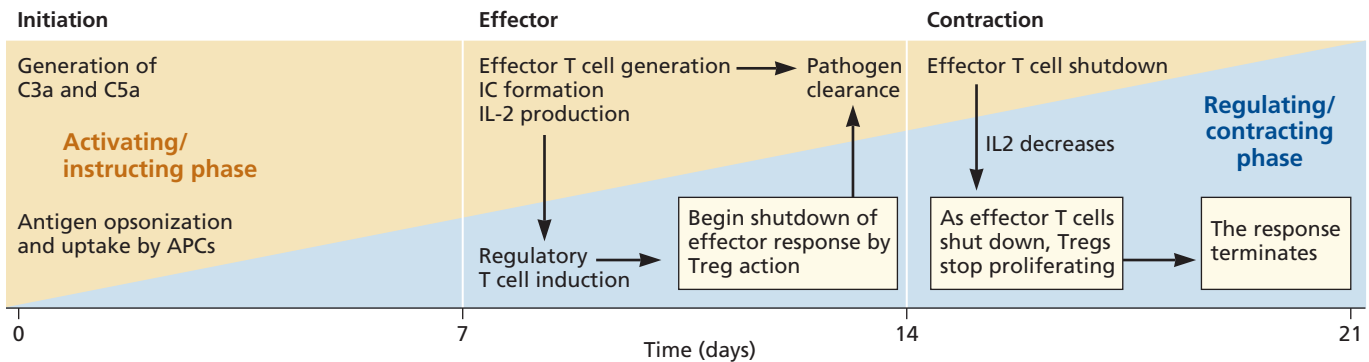 Initiation
Effector
Contraction
Generation of
C3a and C5a
Activating/
instructing phase
Antigen opsonization
and uptake by APCs
Effector T cell generation
IC formation
IL-2 production
Pathogen
clearance
Regulatory
T cell induction
Begin shutdown of
effector response by
Treg action
Effector T cell shutdown
IL2 decreases
Regulating/
contracting
phase
As effector T cells
shut down, Tregs
stop proliferating
The response
terminates
0
7
14
21
Time (days)